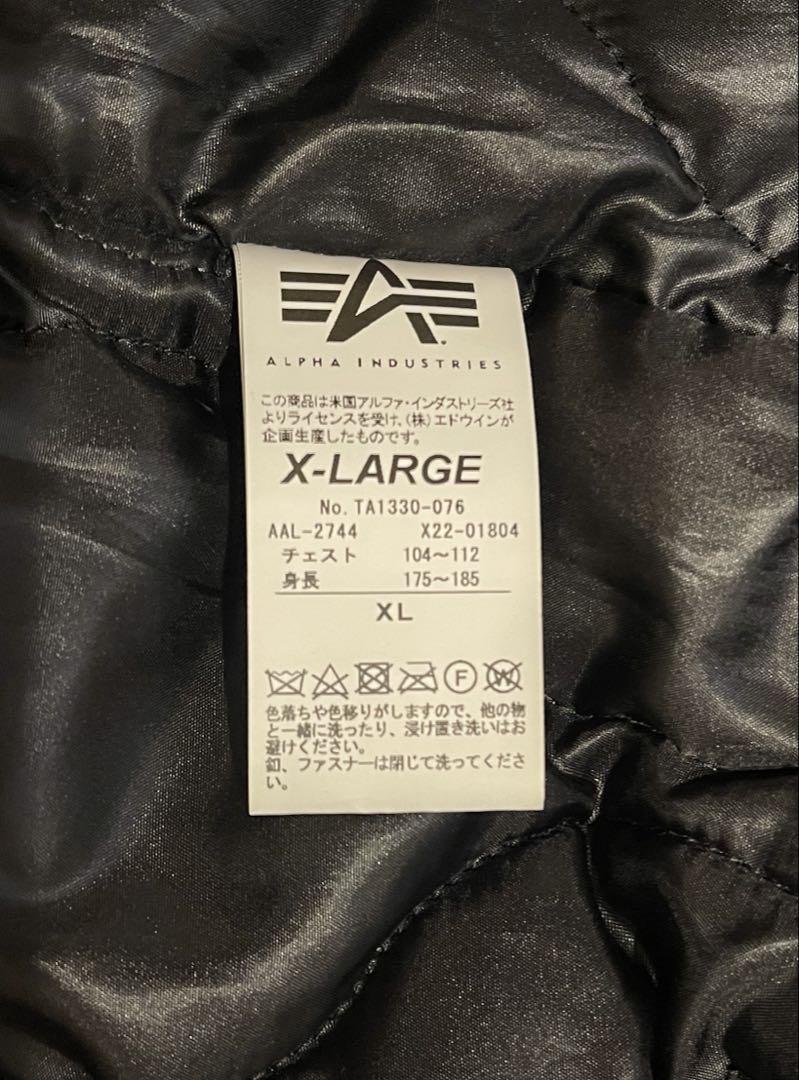 ALPHA INDUSTRIES
この商品は米国アルファ・インダストリーズ社
よりライセンスを受け、(株)エドウインが
企画生産したものです。
X-LARGE
No. TA1330-076
AAL-2744 X22-01804
チェスト 104～112
身長 175～185
XL
F W
色落ちや色移りがしますので、他の物
と一緒に洗ったり、浸け置き洗いはお
避けください。
釦、ファスナーは閉じて洗ってくださ
い。